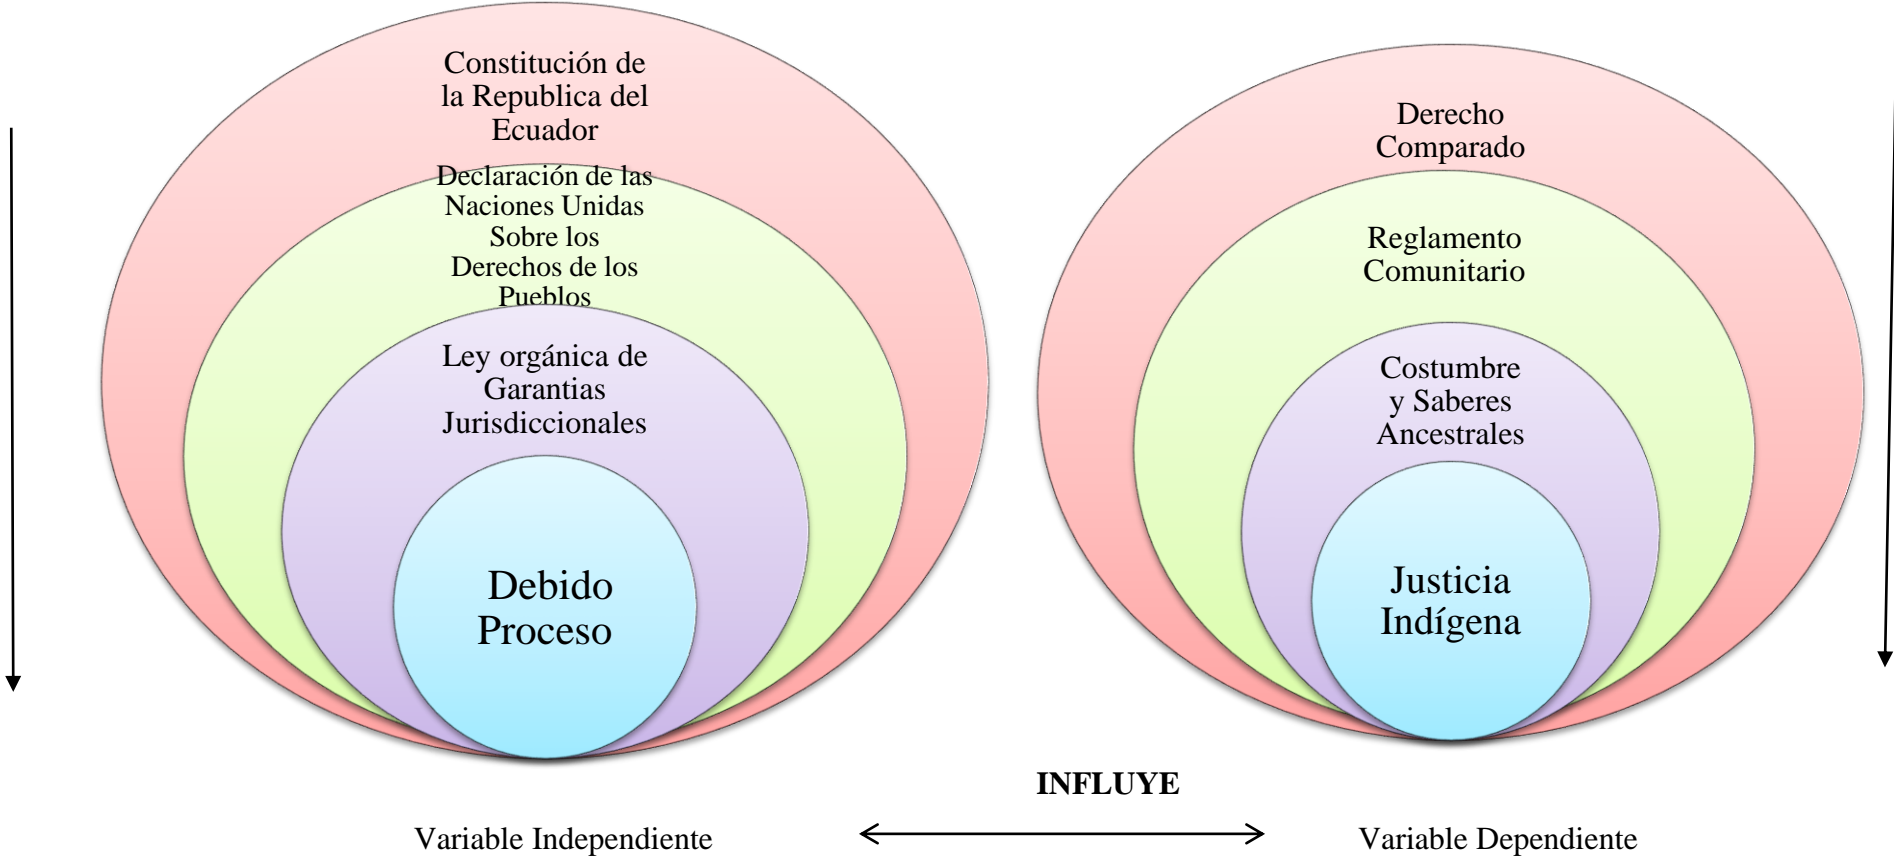 Constitución de
la Republica del
Ecuador
Declaración de las
Naciones Unidas
Sobre los
Derechos de los
Pueblos
Ley orgánica de
Garantias
Jurisdiccionales
Debido
Proceso
Derecho
Comparado
Reglamento
Comunitario
Costumbre
y Saberes
Ancestrales
Justicia
Indígena
INFLUYE
Variable Independiente
Variable Dependiente